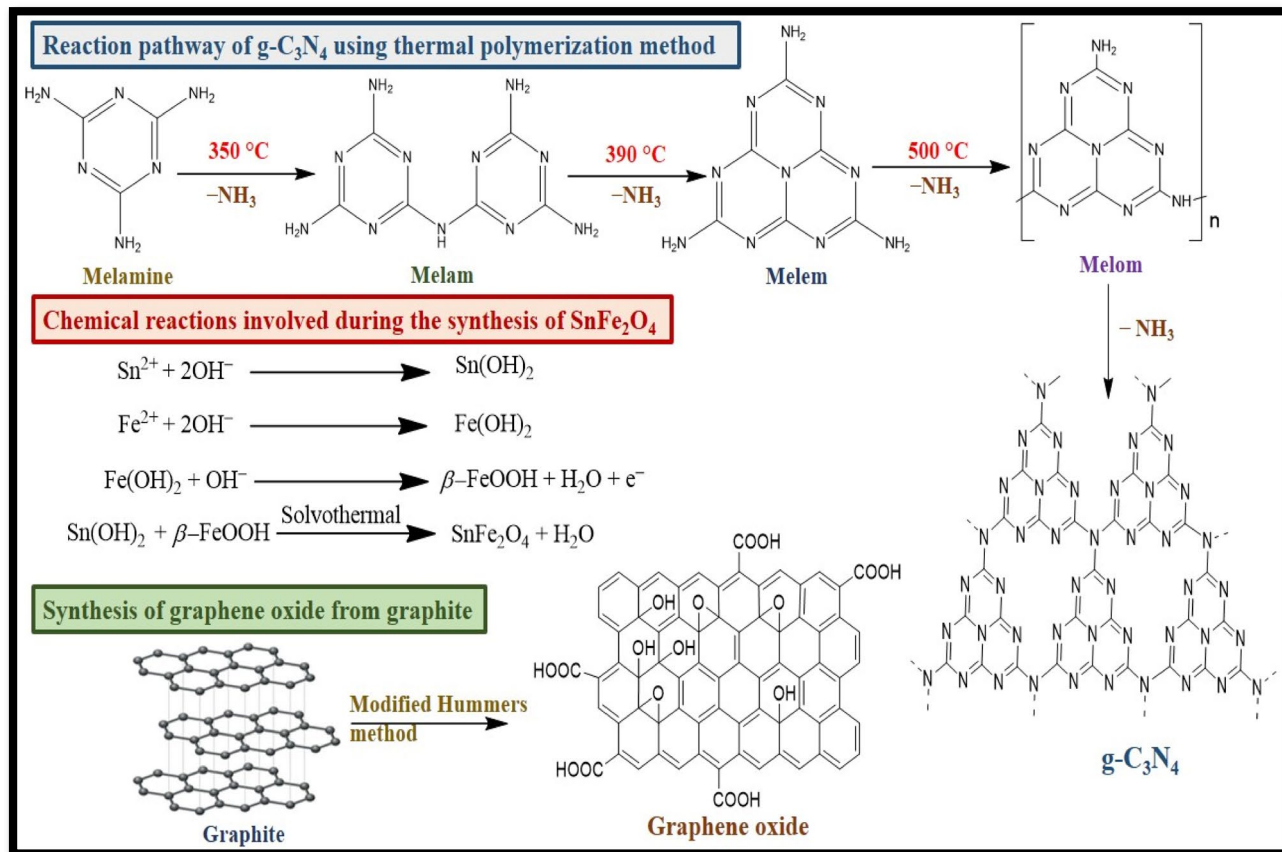 Reaction pathway of g-C₃N₄ using thermal polymerization method
H₂N N NH₂
N N
NH₂
Melamine
350 °C
–NH₃
NH₂ NH₂
N N N N
H₂N N N N NH₂
H
Melam
390 °C
–NH₃
NH₂
N N
N N N
H₂N N N NH₂
Melem
500 °C
–NH₃
NH₂
N N
N N N
N N NH
n
Melom
– NH₃
Chemical reactions involved during the synthesis of SnFe₂O₄
Sn²⁺ + 2OH⁻ Sn(OH)₂
Fe²⁺ + 2OH⁻ Fe(OH)₂
Fe(OH)₂ + OH⁻ β–FeOOH + H₂O + e⁻
Sn(OH)₂ + β–FeOOH Solvothermal SnFe₂O₄ + H₂O
N N
N N N N
N N N N N N
N N N N
N N N
N N N N N N
N N N N N N N N N
N N N N N N
N N N N
g-C₃N₄
Synthesis of graphene oxide from graphite
Graphite
Modified Hummers
method
COOH
COOH
OH O O
OH OH
HOOC
O OH
HOOC
COOH
Graphene oxide